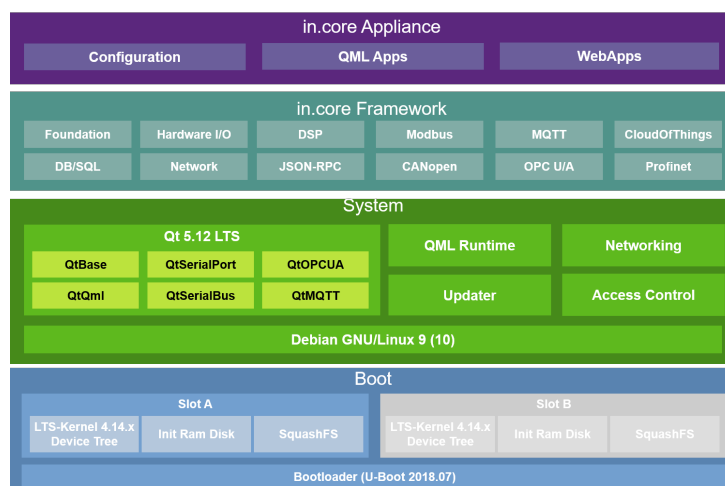 in.core Appliance
Configuration
QML Apps
WebApps
in.core Framework
Foundation
Hardware I/O
DSP
Modbus
MQTT
CloudOfThings
DB/SQL
Network
JSON-RPC
CANopen
OPC U/A
Profinet
System
Qt 5.12 LTS
QML Runtime
Networking
QtBase
QtSerialPort
QtOPCUA
QtQml
QtSerialBus
QtMQTT
Updater
Access Control
Debian GNU/Linux 9 (10)
Boot
Slot A
LTS-Kernel 4.14.x
Device Tree
Init Ram Disk
SquashFS
Slot B
LTS-Kernel 4.14.x
Device Tree
Init Ram Disk
SquashFS
Bootloader (U-Boot 2018.07)